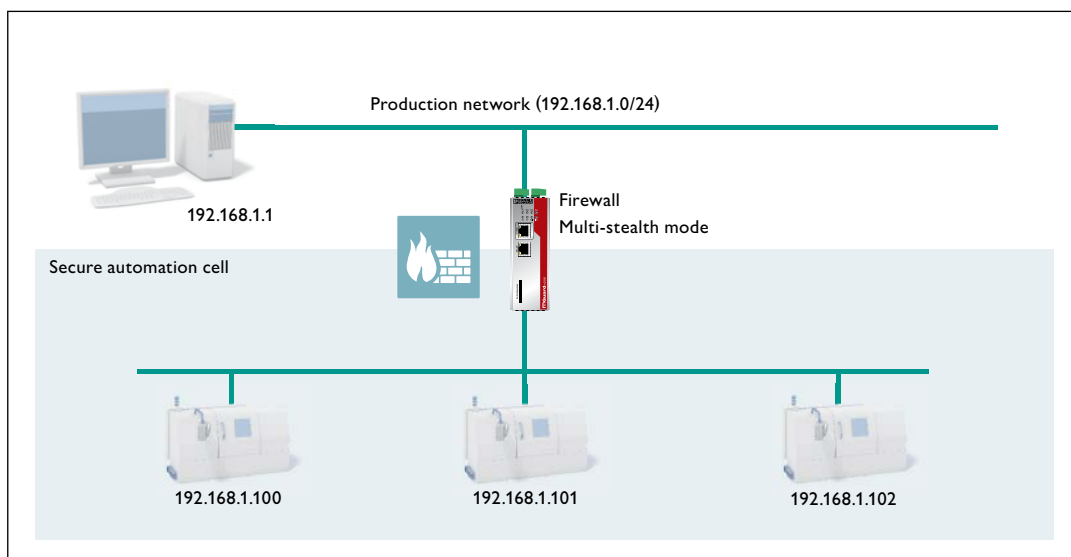 Production network (192.168.1.0/24)
192.168.1.1
Firewall
Multi-stealth mode
Secure automation cell
192.168.1.100
192.168.1.101
192.168.1.102